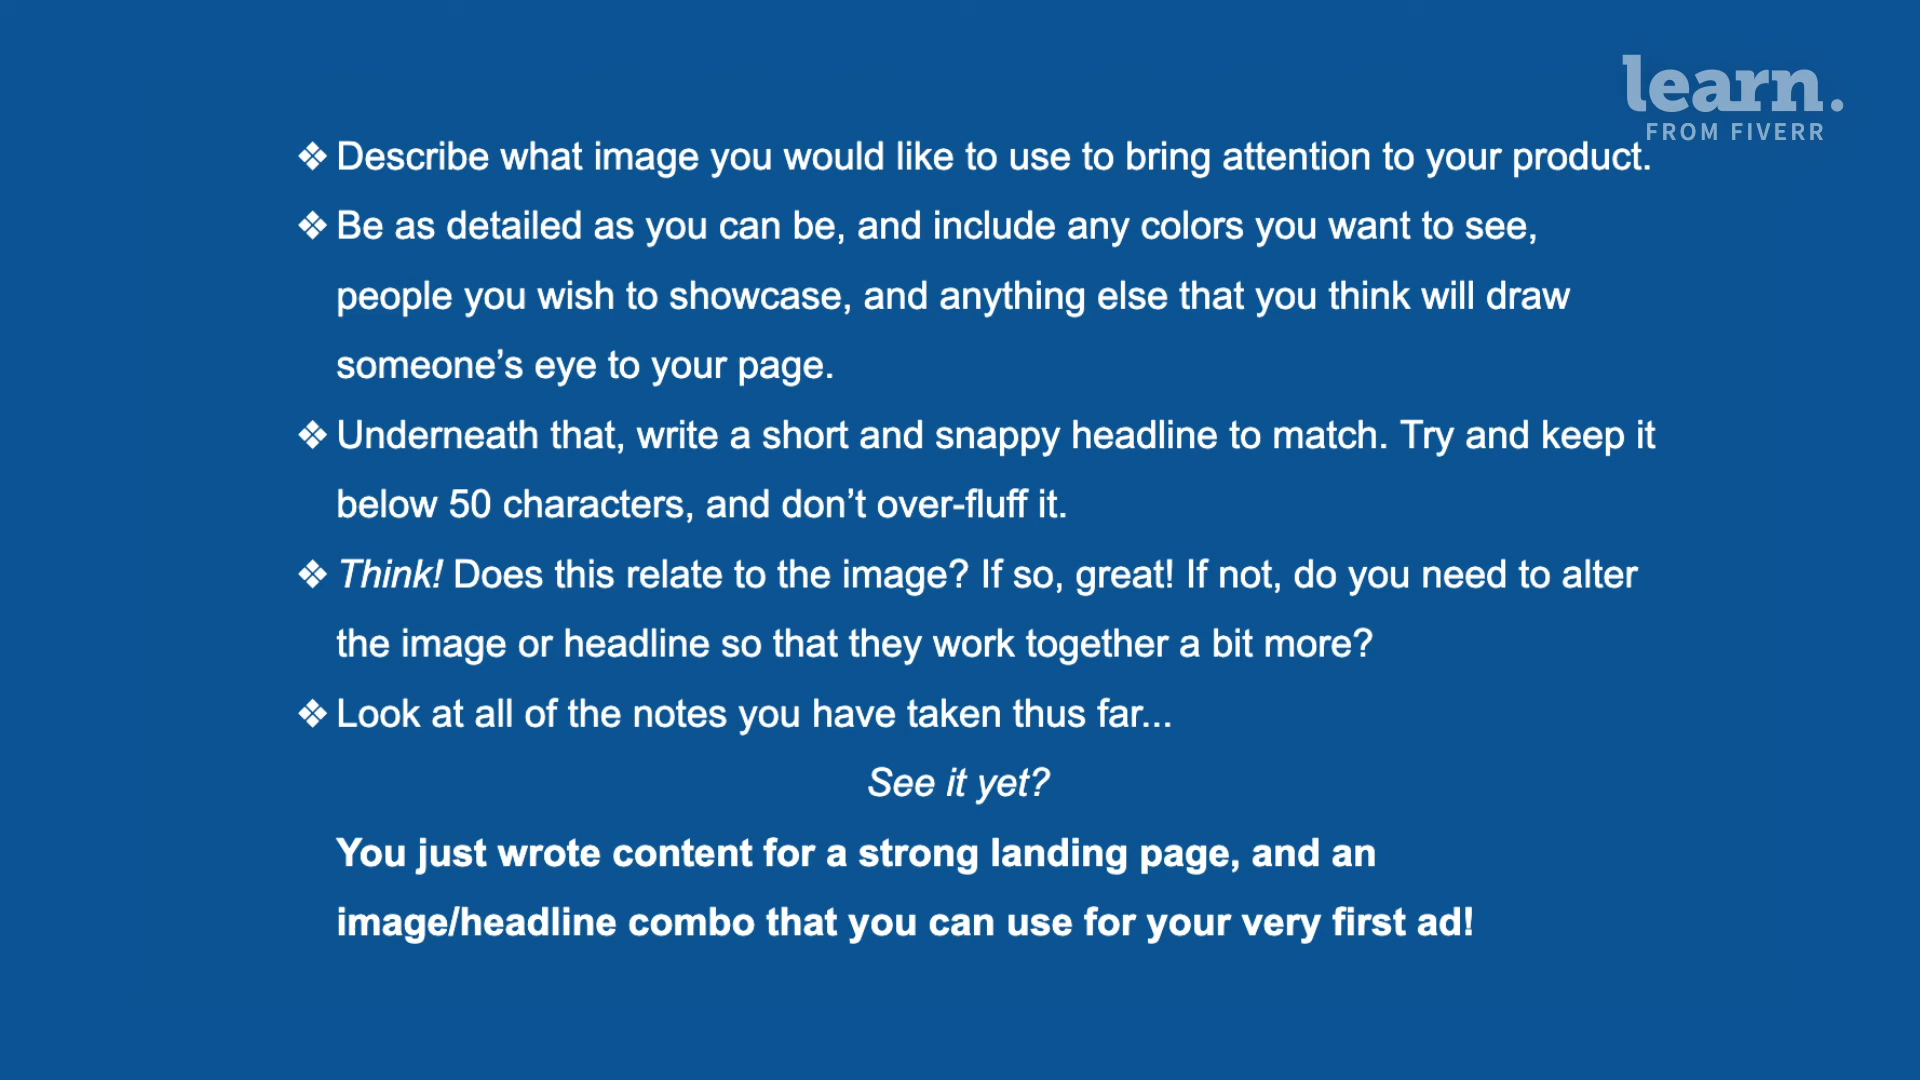 learn.
FROM FIVERR
❖ Describe what image you would like to use to bring attention to your product.
❖ Be as detailed as you can be, and include any colors you want to see,
people you wish to showcase, and anything else that you think will draw
someone’s eye to your page.
❖ Underneath that, write a short and snappy headline to match. Try and keep it
below 50 characters, and don’t over-fluff it.
❖ Think! Does this relate to the image? If so, great! If not, do you need to alter
the image or headline so that they work together a bit more?
❖ Look at all of the notes you have taken thus far...
See it yet?
You just wrote content for a strong landing page, and an
image/headline combo that you can use for your very first ad!